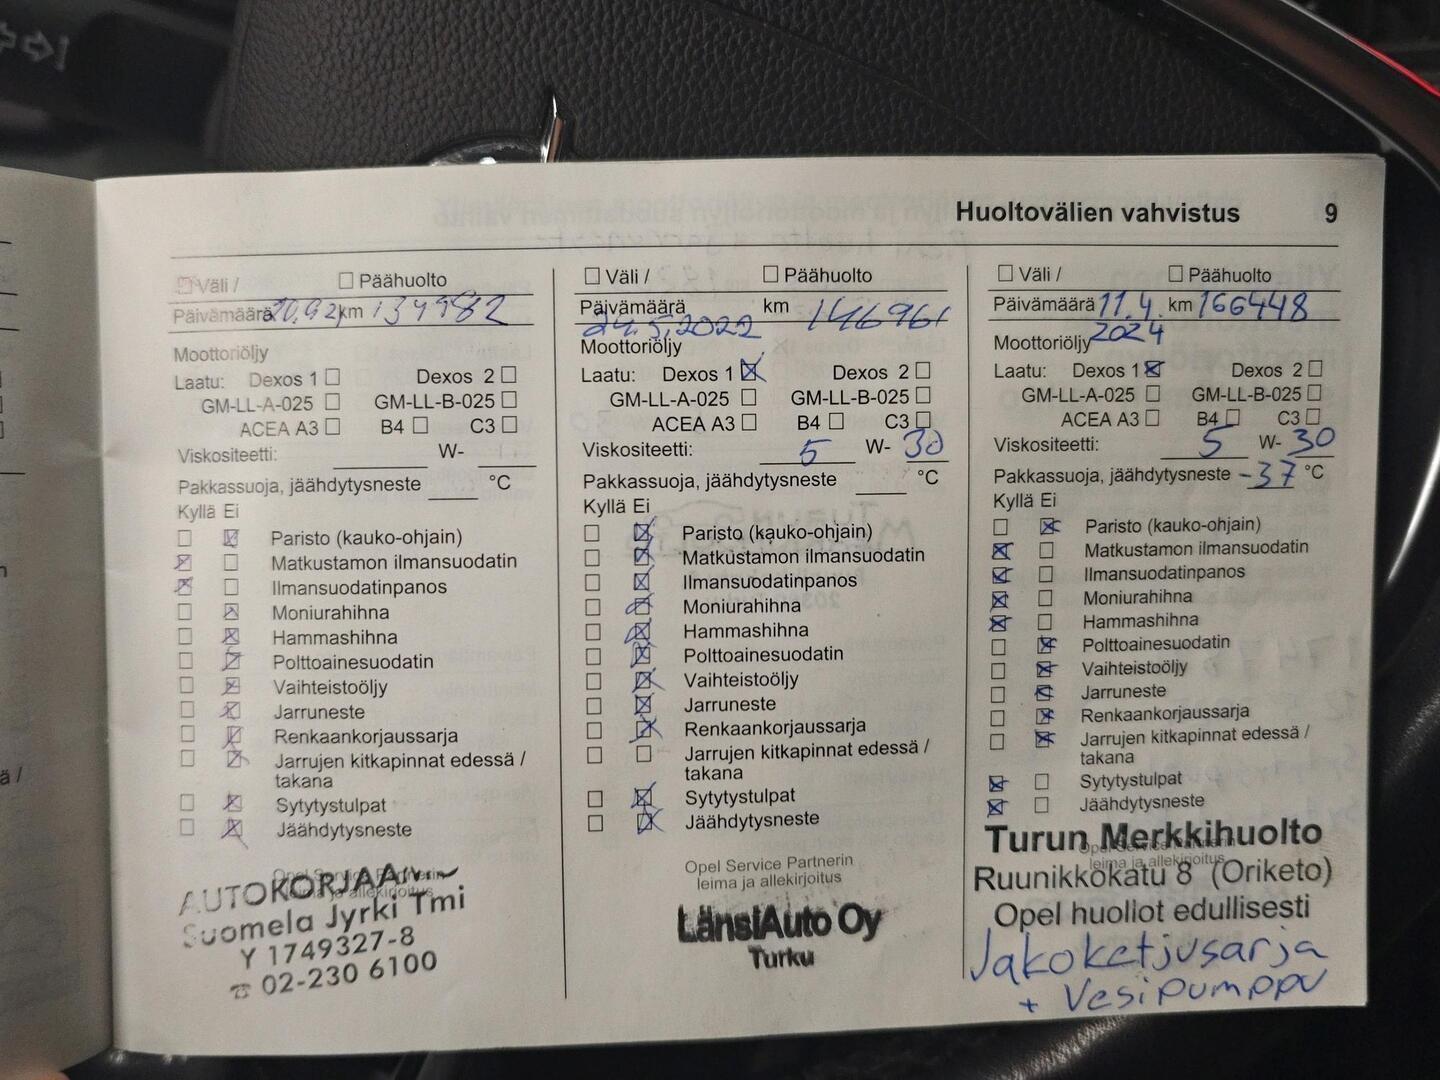 Huoltovälien vahvistus 9
Väli / Päähuolto
Päivämäärä km 134982
Moottoriöljy
Laatu: Dexos 1 Dexos 2
GM-LL-A-025 GM-LL-B-025
ACEA A3 B4 C3
Viskositeetti: W-
Pakkassuoja, jäähdytysneste °C
Kyllä Ei
Paristo (kauko-ohjain)
Matkustamon ilmansuodatin
Ilmansuodatinpanos
Moniurahihna
Hammashihna
Polttoainesuodatin
Vaihteistoöljy
Jarruneste
Renkaankorjaussarja
Jarrujen kitkapinnat edessä /
takana
Sytytystulpat
Jäähdytysneste
AUTOKORJAAMO
Suomela Jyrki Tmi
Y 1749327-8
☎ 02-230 6100
Väli / Päähuolto
Päivämäärä km 146961
24.5.2022
Moottoriöljy
Laatu: Dexos 1 Dexos 2
GM-LL-A-025 GM-LL-B-025
ACEA A3 B4 C3
Viskositeetti: 5 W- 30
Pakkassuoja, jäähdytysneste °C
Kyllä Ei
Paristo (kauko-ohjain)
Matkustamon ilmansuodatin
Ilmansuodatinpanos
Moniurahihna
Hammashihna
Polttoainesuodatin
Vaihteistoöljy
Jarruneste
Renkaankorjaussarja
Jarrujen kitkapinnat edessä /
takana
Sytytystulpat
Jäähdytysneste
Opel Service Partnerin
leima ja allekirjoitus
LänsiAuto Oy
Turku
Väli / Päähuolto
Päivämäärä 11.4. km 166448
Moottoriöljy 2024
Laatu: Dexos 1 Dexos 2
GM-LL-A-025 GM-LL-B-025
ACEA A3 B4 C3
Viskositeetti: 5 W- 30
Pakkassuoja, jäähdytysneste -37 °C
Kyllä Ei
Paristo (kauko-ohjain)
Matkustamon ilmansuodatin
Ilmansuodatinpanos
Moniurahihna
Hammashihna
Polttoainesuodatin
Vaihteistoöljy
Jarruneste
Renkaankorjaussarja
Jarrujen kitkapinnat edessä /
takana
Sytytystulpat
Jäähdytysneste
Turun Merkkihuolto
Opel Service Partnerin
leima ja allekirjoitus
Ruunikkokatu 8 (Oriketo)
Opel huollot edullisesti
Jakoketjusarja
+ Vesipumppu